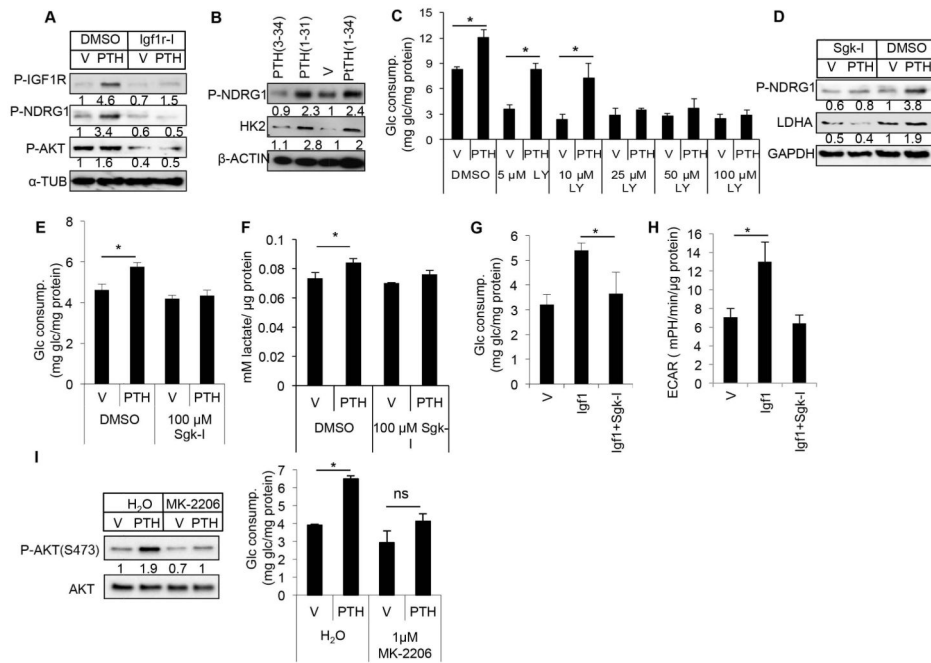 A
DMSO Igf1r-I
V PTH V PTH
P-IGF1R
1 4.6 0.7 1.5
P-NDRG1
1 3.4 0.6 0.5
P-AKT
1 1.6 0.4 0.5
α-TUB
B
PTH(3-34) PTH(1-31) V PtTH(1-34)
P-NDRG1
0.9 2.3 1 2.4
HK2
1.1 2.8 1 2
β-ACTIN
C
Glc consump.
(mg glc/mg protein)
15
12
9
6
3
0
* * *
V PTH V PTH V PTH V PTH V PTH V PTH
DMSO 5 µM LY 10 µM LY 25 µM LY 50 µM LY 100 µM LY
D
Sgk-I DMSO
V PTH V PTH
P-NDRG1
0.6 0.8 1 3.8
LDHA
0.5 0.4 1 1.9
GAPDH
E
Glc consump.
(mg glc/mg protein)
8
6
4
2
0
*
V PTH V PTH
DMSO 100 µM
Sgk-I
F
mM lactate/ µg protein
0.1
0.08
0.06
0.04
0.02
0
*
V PTH V PTH
DMSO 100 µM Sgk-
I
G
Glc consump.
(mg glc/mg protein)
6
5
4
3
2
1
0
*
V Igf1 Igf1+Sgk-I
H
ECAR ( mPH/min/µg protein)
16
14
12
10
8
6
4
2
0
*
V Igf1 Igf1+Sgk-I
I
H2O MK-2206
V PTH V PTH
P-AKT(S473)
1 1.9 0.7 1
AKT
Glc consump.
(mg glc/mg protein)
7
6
5
4
3
2
1
0
* ns
V PTH V PTH
H2O 1µM
MK-2206